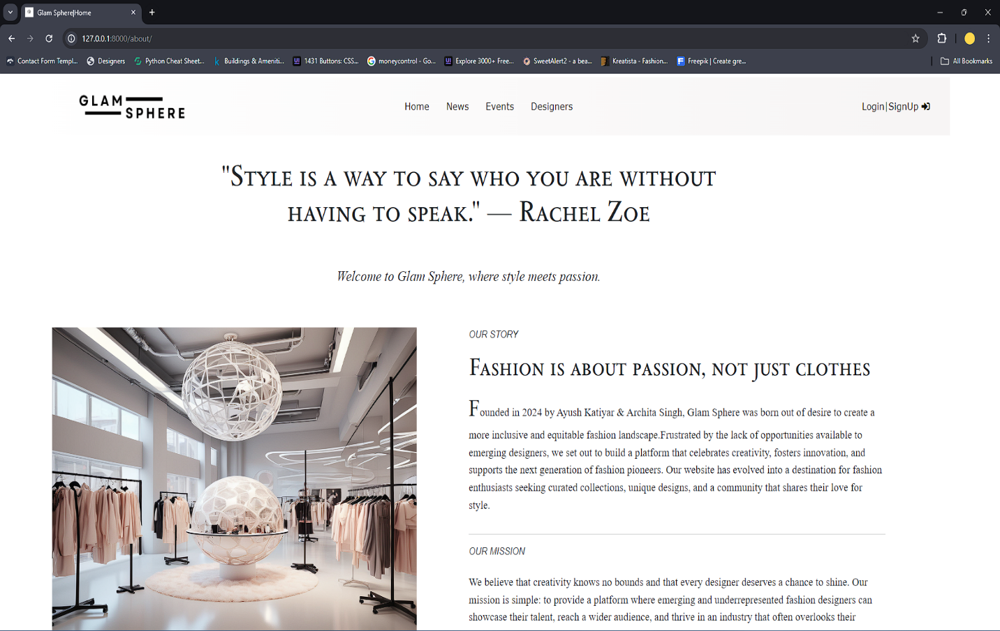 Glam Sphere|Home
127.0.0.1:8000/about/
Contact Form Templ...
Designers
Python Cheat Sheet...
Buildings & Ameniti...
1431 Buttons: CSS...
moneycontrol - Go...
Explore 3000+ Free...
SweetAlert2 - a bea...
Kreatista - Fashion...
Freepik | Create gre...
All Bookmarks
GLAM
SPHERE
Home
News
Events
Designers
Login|SignUp
"Style is a way to say who you are without
having to speak." — Rachel Zoe
Welcome to Glam Sphere, where style meets passion.
OUR STORY
Fashion is about passion, not just clothes
Founded in 2024 by Ayush Katiyar & Archita Singh, Glam Sphere was born out of desire to create a
more inclusive and equitable fashion landscape.Frustrated by the lack of opportunities available to
emerging designers, we set out to build a platform that celebrates creativity, fosters innovation, and
supports the next generation of fashion pioneers. Our website has evolved into a destination for fashion
enthusiasts seeking curated collections, unique designs, and a community that shares their love for
style.
OUR MISSION
We believe that creativity knows no bounds and that every designer deserves a chance to shine. Our
mission is simple: to provide a platform where emerging and underrepresented fashion designers can
showcase their talent, reach a wider audience, and thrive in an industry that often overlooks their